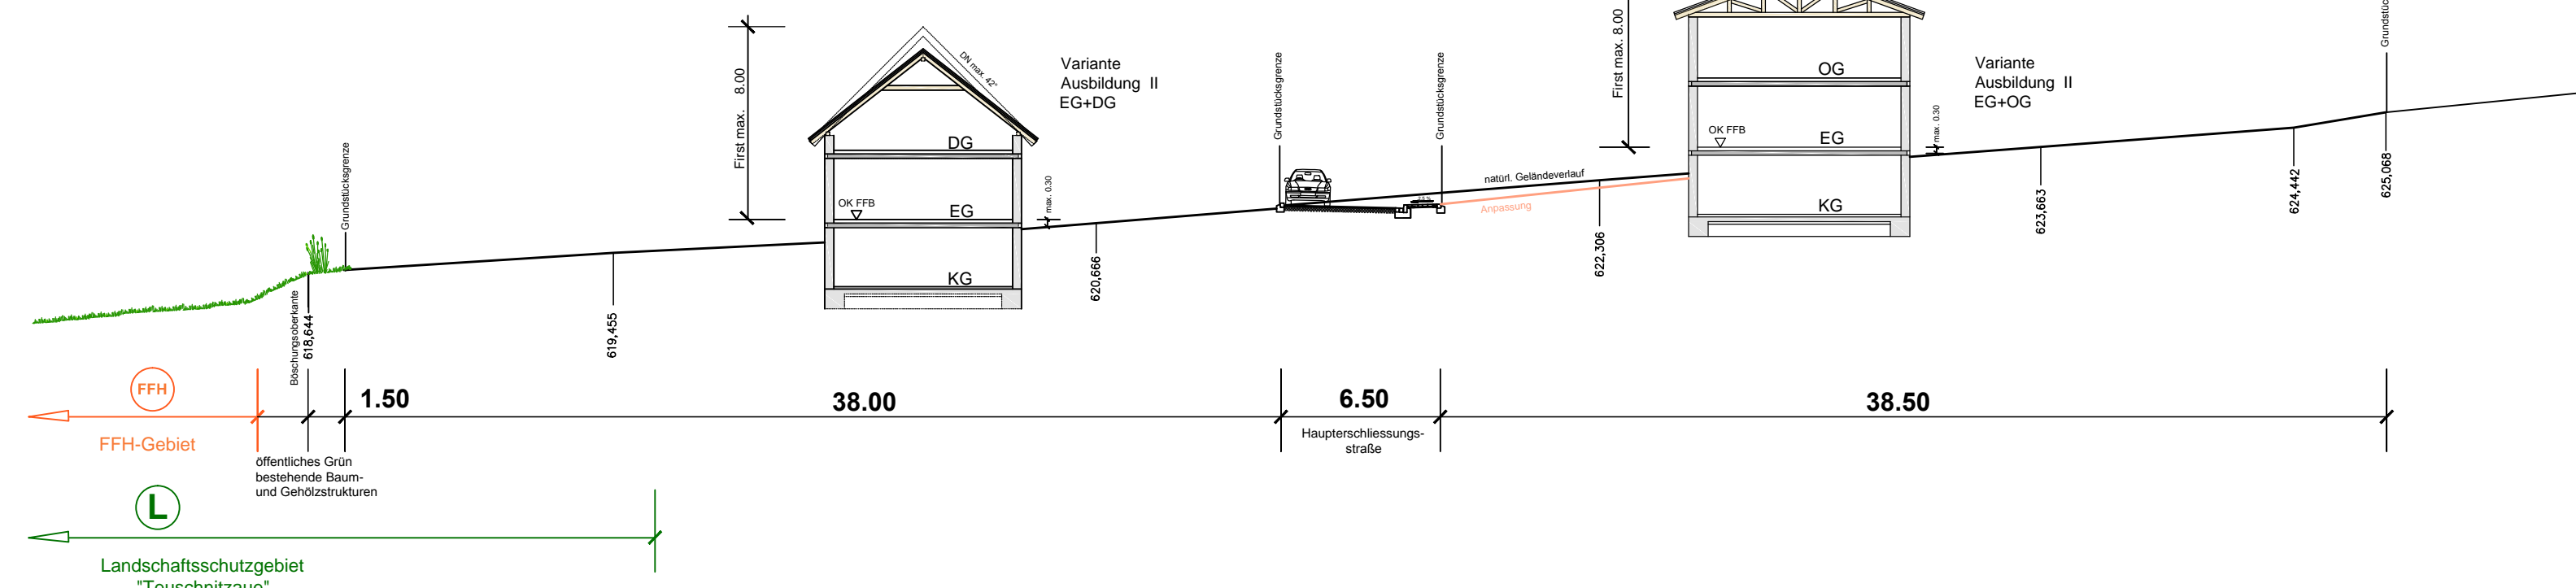 First max. 8.00
DN max. 42°
Variante
Ausbildung II
EG+DG
DG
OK FFB
EG
KG
max. 0.30
Grundstücksgrenze
Böschungsoberkante
618,644
619,455
620,666
Grundstücksgrenze
Grundstücksgrenze
natürl. Geländeverlauf
Anpassung
622,306
First max. 8.00
OG
OK FFB
EG
KG
max. 0.30
Variante
Ausbildung II
EG+OG
623,663
624,442
625,068
FFH
FFH-Gebiet
1.50
38.00
6.50
38.50
Haupterschliessungs-
straße
öffentliches Grün
bestehende Baum-
und Gehölzstrukturen
L
Landschaftsschutzgebiet
"Teuschnitzaue"